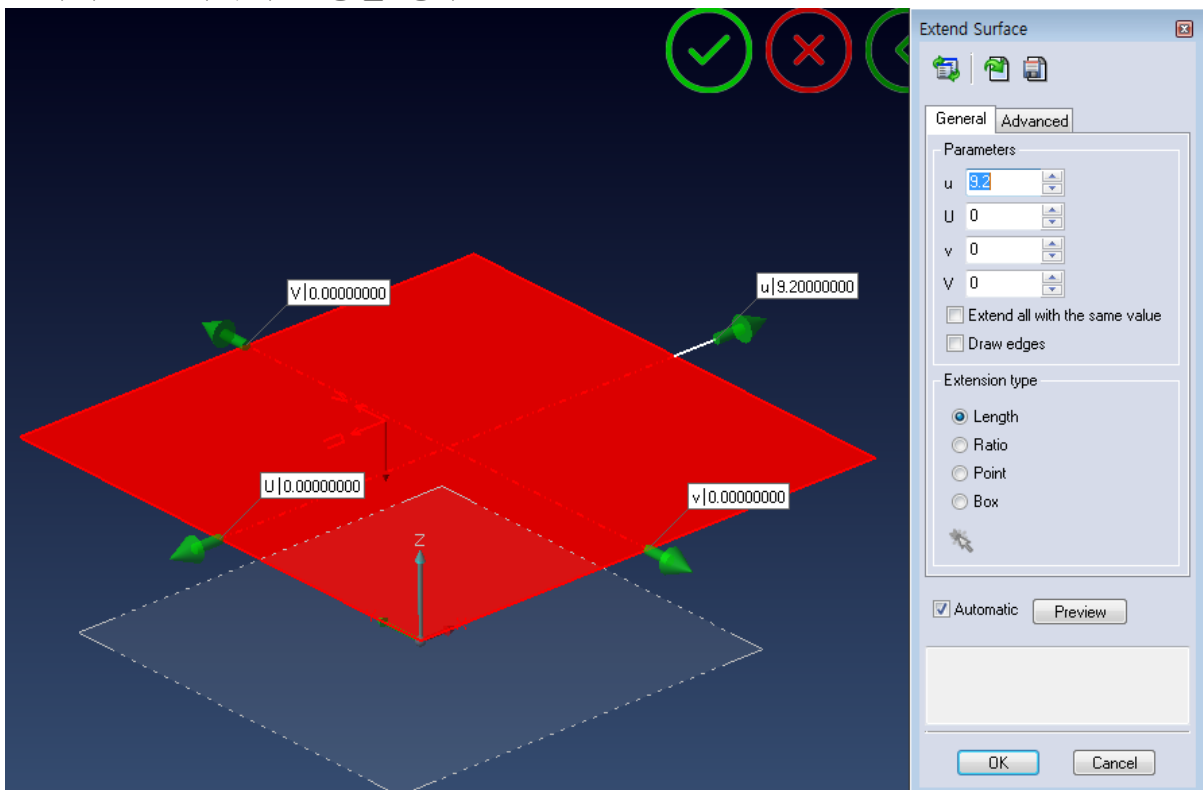 Extend Surface
General Advanced
Parameters
u 9.2
U 0
v 0
V 0
Extend all with the same value
Draw edges
Extension type
Length
Ratio
Point
Box
Automatic Preview
OK Cancel
V|0.00000000
u|9.20000000
U|0.00000000
v|0.00000000
Z